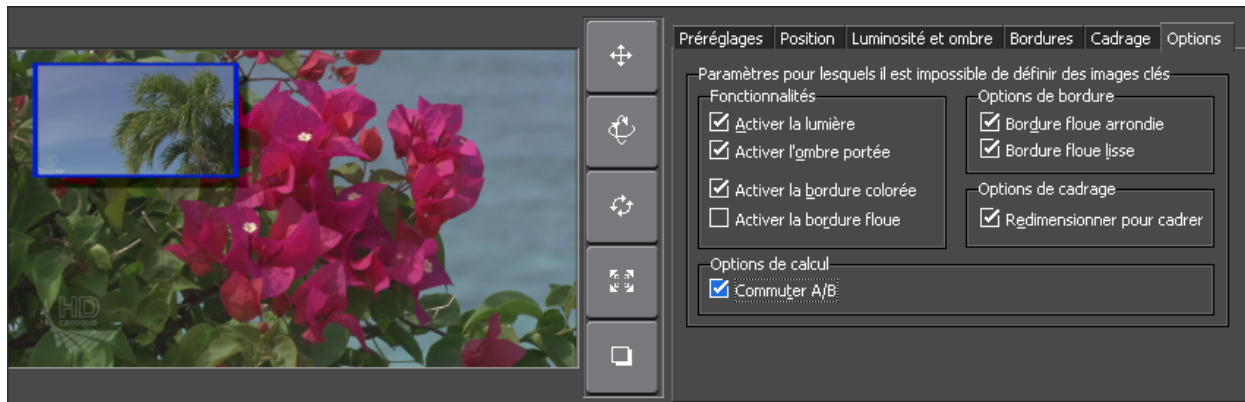 Préréglages Position Luminosité et ombre Bordures Cadrage Options
Paramètres pour lesquels il est impossible de définir des images clés
Fonctionnalités
Activer la lumière
Activer l'ombre portée
Activer la bordure colorée
Activer la bordure floue
Options de bordure
Bordure floue arrondie
Bordure floue lisse
Options de cadrage
Redimensionner pour cadrer
Options de calcul
Commuter A/B
HD
canopus
HD